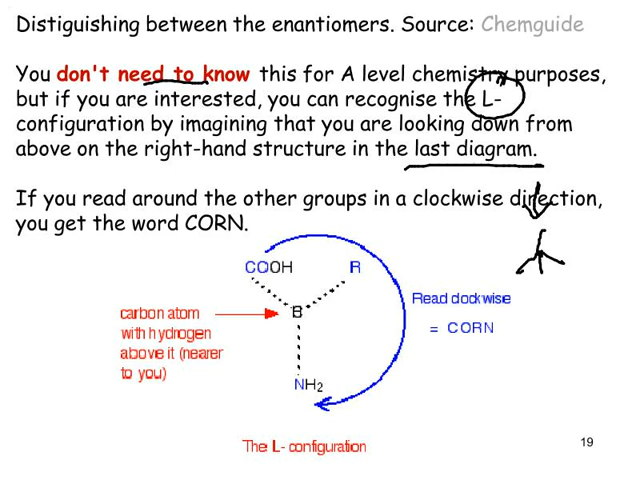 Distiguishing between the enantiomers. Source: Chemguide
You don't need to know this for A level chemistry purposes,
but if you are interested, you can recognise the L-
configuration by imagining that you are looking down from
above on the right-hand structure in the last diagram.
If you read around the other groups in a clockwise direction,
you get the word CORN.
COOH R
Read clockwise
= CORN
carbon atom
with hydrogen
above it (nearer
to you)
B
NH2
The L- configuration
19